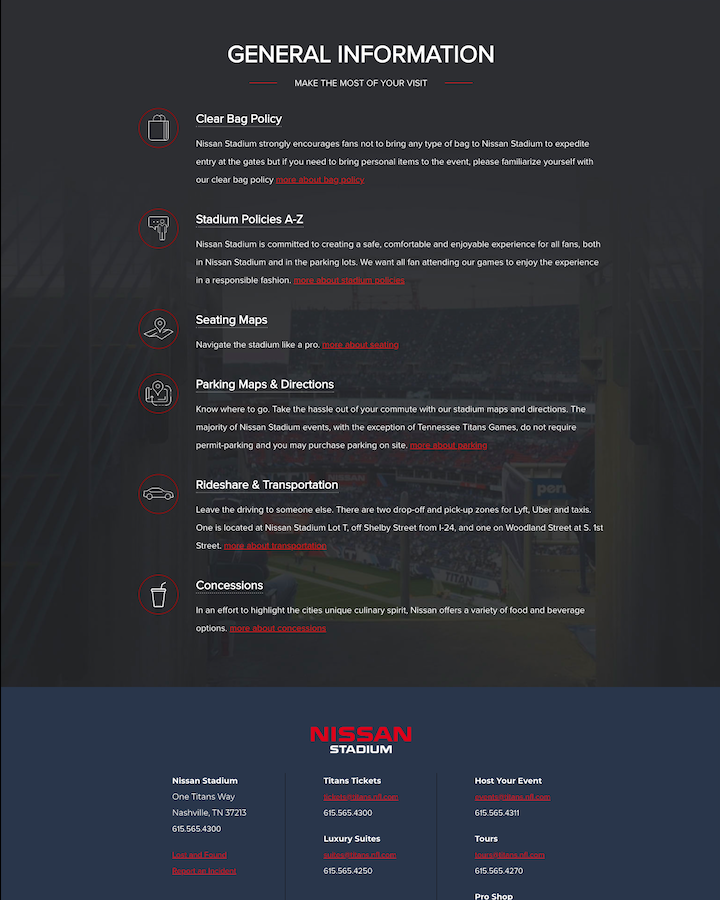 GENERAL INFORMATION
MAKE THE MOST OF YOUR VISIT
Clear Bag Policy
Nissan Stadium strongly encourages fans not to bring any type of bag to Nissan Stadium to expedite
entry at the gates but if you need to bring personal items to the event, please familiarize yourself with
our clear bag policy more about bag policy
Stadium Policies A-Z
Nissan Stadium is committed to creating a safe, comfortable and enjoyable experience for all fans, both
in Nissan Stadium and in the parking lots. We want all fan attending our games to enjoy the experience
in a responsible fashion. more about stadium policies
Seating Maps
Navigate the stadium like a pro. more about seating
Parking Maps & Directions
Know where to go. Take the hassle out of your commute with our stadium maps and directions. The
majority of Nissan Stadium events, with the exception of Tennessee Titans Games, do not require
permit-parking and you may purchase parking on site. more about parking
Rideshare & Transportation
Leave the driving to someone else. There are two drop-off and pick-up zones for Lyft, Uber and taxis.
One is located at Nissan Stadium Lot T, off Shelby Street from I-24, and one on Woodland Street at S. 1st
Street. more about transportation
Concessions
In an effort to highlight the cities unique culinary spirit, Nissan offers a variety of food and beverage
options. more about concessions
NISSAN
STADIUM
Nissan Stadium
One Titans Way
Nashville, TN 37213
615.565.4300
Lost and Found
Report an Incident
Titans Tickets
tickets@titans.nfl.com
615.565.4300
Luxury Suites
suites@titans.nfl.com
615.565.4250
Host Your Event
events@titans.nfl.com
615.565.4311
Tours
tours@titans.nfl.com
615.565.4270
Pro Shop
pen
TITAN